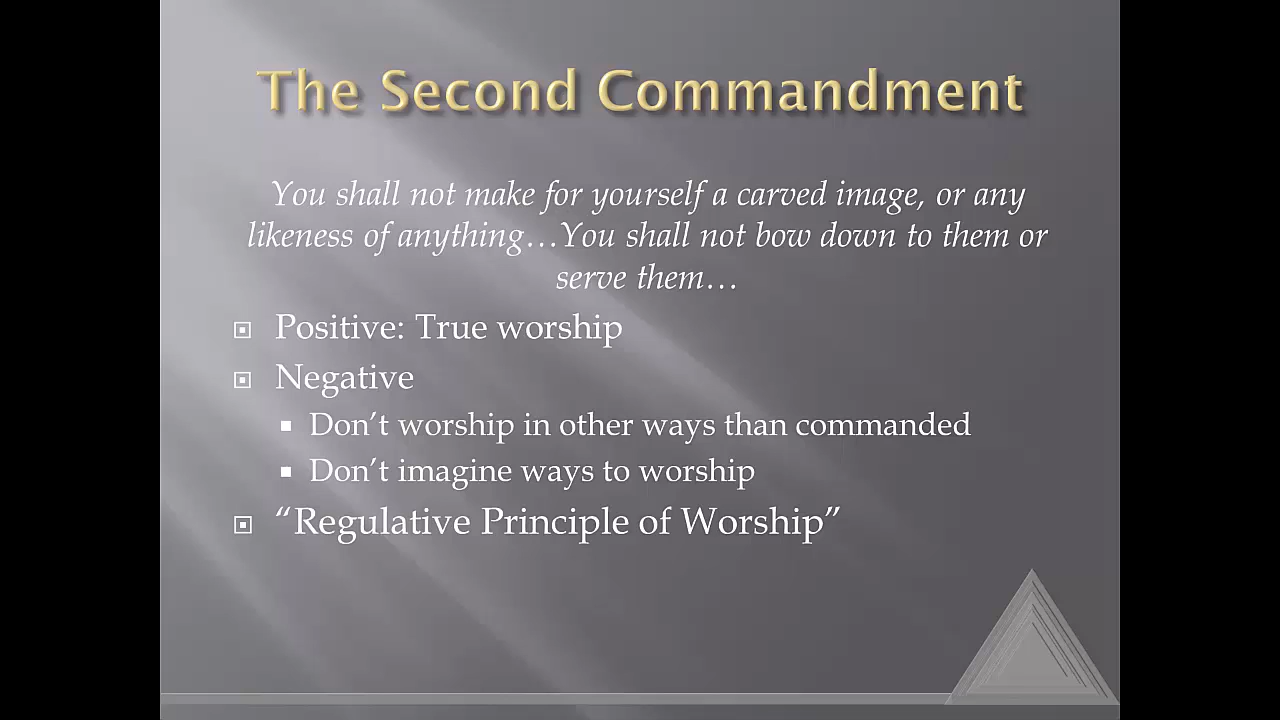 The Second Commandment
You shall not make for yourself a carved image, or any
likeness of anything…You shall not bow down to them or
serve them…
Positive: True worship
Negative
Don’t worship in other ways than commanded
Don’t imagine ways to worship
“Regulative Principle of Worship”